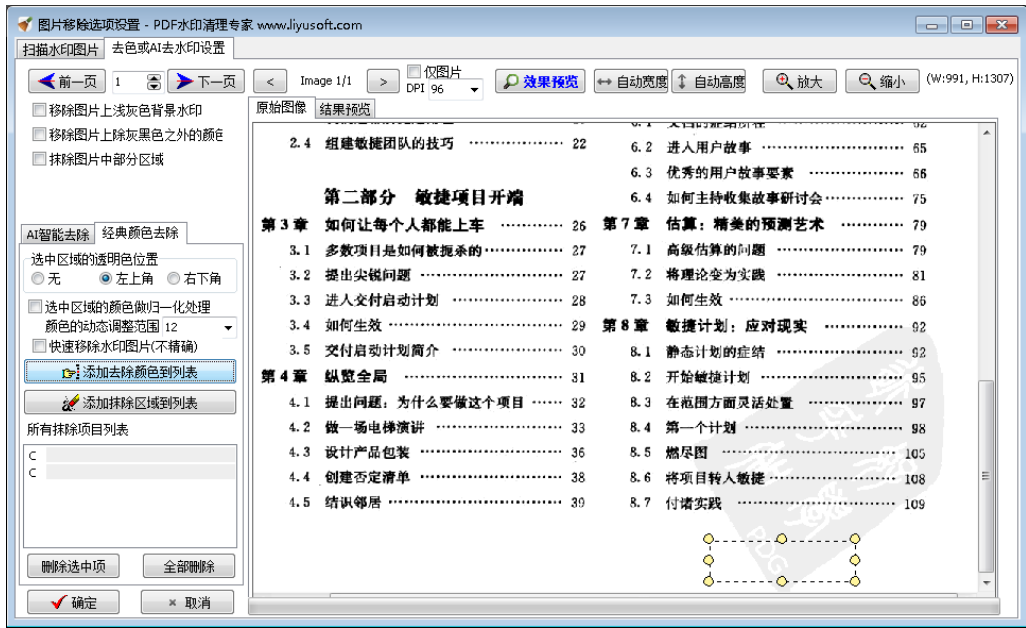 图片移除选项设置 - PDF水印清理专家 www.liyusoft.com
扫描水印图片 去色或AI去水印设置
前一页 1 下一页 < Image 1/1 > 仅图片 DPI 96 效果预览 自动宽度 自动高度 放大 缩小 (W:991, H:1307)
移除图片上浅灰色背景水印
移除图片上除灰黑色之外的颜色
抹除图片中部分区域
AI智能去除 经典颜色去除
选中区域的透明色位置
无 左上角 右下角
选中区域的颜色做归一化处理
颜色的动态调整范围 12
快速移除水印图片(不精确)
添加去除颜色到列表
添加抹除区域到列表
所有抹除项目列表
C
C
删除选中项 全部删除
确定 × 取消
原始图像 结果预览
2.4 组建敏捷团队的技巧 ………………… 22
第二部分 敏捷项目开端
第3章 如何让每个人都能上车 ………… 26
3.1 多数项目是如何被扼杀的 ………… 27
3.2 提出尖锐问题 ………………… 27
3.3 进入交付启动计划 ………………… 28
3.4 如何生效 ………………… 29
3.5 交付启动计划简介 ………………… 30
第4章 纵览全局 ………………… 31
4.1 提出问题：为什么要做这个项目 …… 32
4.2 做一场电梯演讲 ………………… 33
4.3 设计产品包装 ………………… 36
4.4 创建否定清单 ………………… 38
4.5 结识邻居 ………………… 39
6.2 进入用户故事 ………………… 65
6.3 优秀的用户故事要素 ………………… 66
6.4 如何主持收集故事研讨会 ………… 75
第7章 估算：精美的预测艺术 ………… 79
7.1 高级估算的问题 ………………… 79
7.2 将理论变为实践 ………………… 81
7.3 如何生效 ………………… 86
第8章 敏捷计划：应对现实 ………… 92
8.1 静态计划的症结 ………………… 92
8.2 开始敏捷计划 ………………… 95
8.3 在范围方面灵活处置 ………………… 97
8.4 第一个计划 ………………… 98
8.5 燃尽图 ………………… 105
8.6 将项目转入敏捷 ………………… 108
8.7 付诸实践 ………………… 109
PDG